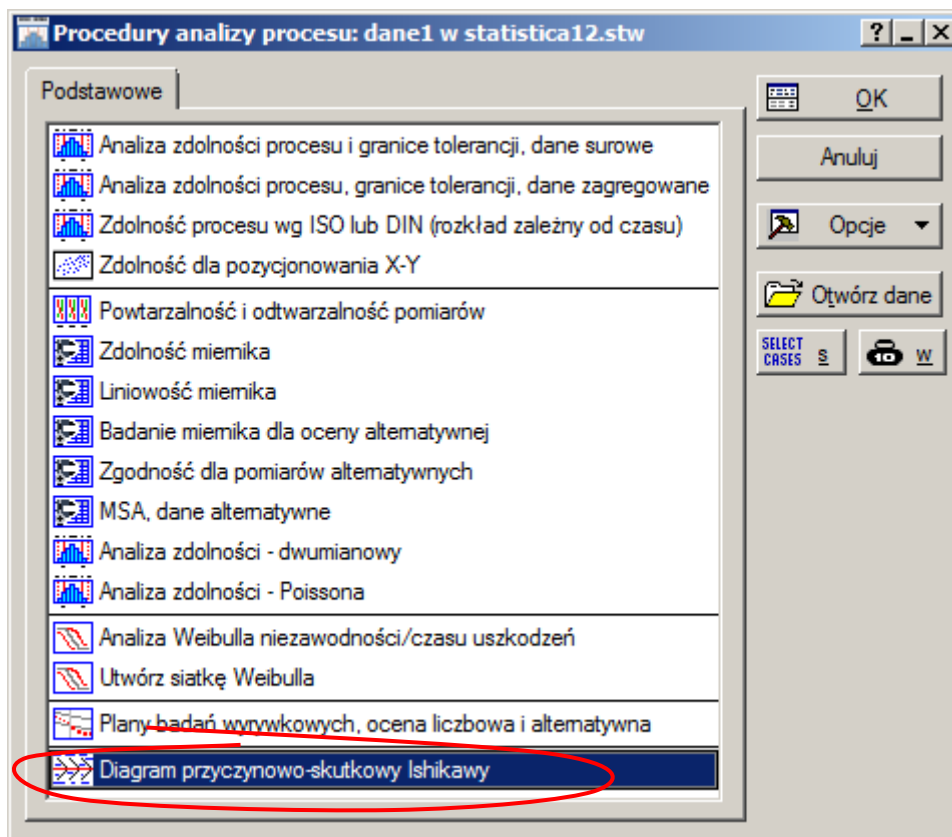 Procedury analizy procesu: dane1 w statistica12.stw
Podstawowe
Analiza zdolności procesu i granice tolerancji, dane surowe
Analiza zdolności procesu, granice tolerancji, dane zagregowane
Zdolność procesu wg ISO lub DIN (rozkład zależny od czasu)
Zdolność dla pozycjonowania X-Y
Powtarzalność i odtwarzalność pomiarów
Zdolność miernika
Liniowość miernika
Badanie miernika dla oceny alternatywnej
Zgodność dla pomiarów alternatywnych
MSA, dane alternatywne
Analiza zdolności - dwumianowy
Analiza zdolności - Poissona
Analiza Weibulla niezawodności/czasu uszkodzeń
Utwórz siatkę Weibulla
Plany badań wyrywkowych, ocena liczbowa i alternatywna
Diagram przyczynowo-skutkowy Ishikawy
OK
Anuluj
Opcje
Otwórz dane
SELECT
CASES S
10 W